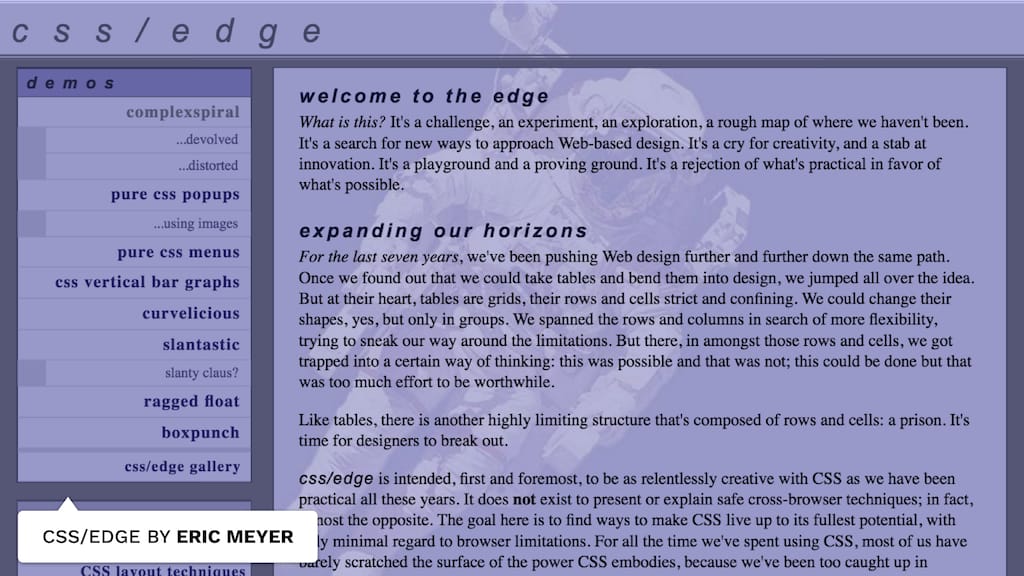 css/edge
demos
complexspiral
...devolved
...distorted
pure css popups
...using images
pure css menus
css vertical bar graphs
curvelicious
slantastic
slanty claus?
ragged float
boxpunch
css/edge gallery
CSS layout techniques
welcome to the edge
What is this? It's a challenge, an experiment, an exploration, a rough map of where we haven't been.
It's a search for new ways to approach Web-based design. It's a cry for creativity, and a stab at
innovation. It's a playground and a proving ground. It's a rejection of what's practical in favor of
what's possible.
expanding our horizons
For the last seven years, we've been pushing Web design further and further down the same path.
Once we found out that we could take tables and bend them into design, we jumped all over the idea.
But at their heart, tables are grids, their rows and cells strict and confining. We could change their
shapes, yes, but only in groups. We spanned the rows and columns in search of more flexibility,
trying to sneak our way around the limitations. But there, in amongst those rows and cells, we got
trapped into a certain way of thinking: this was possible and that was not; this could be done but that
was too much effort to be worthwhile.
Like tables, there is another highly limiting structure that's composed of rows and cells: a prison. It's
time for designers to break out.
css/edge is intended, first and foremost, to be as relentlessly creative with CSS as we have been
practical all these years. It does not exist to present or explain safe cross-browser techniques; in fact,
the opposite. The goal here is to find ways to make CSS live up to its fullest potential, with
minimal regard to browser limitations. For all the time we've spent using CSS, most of us have
barely scratched the surface of the power CSS embodies, because we've been too caught up in
CSS/EDGE BY ERIC MEYER